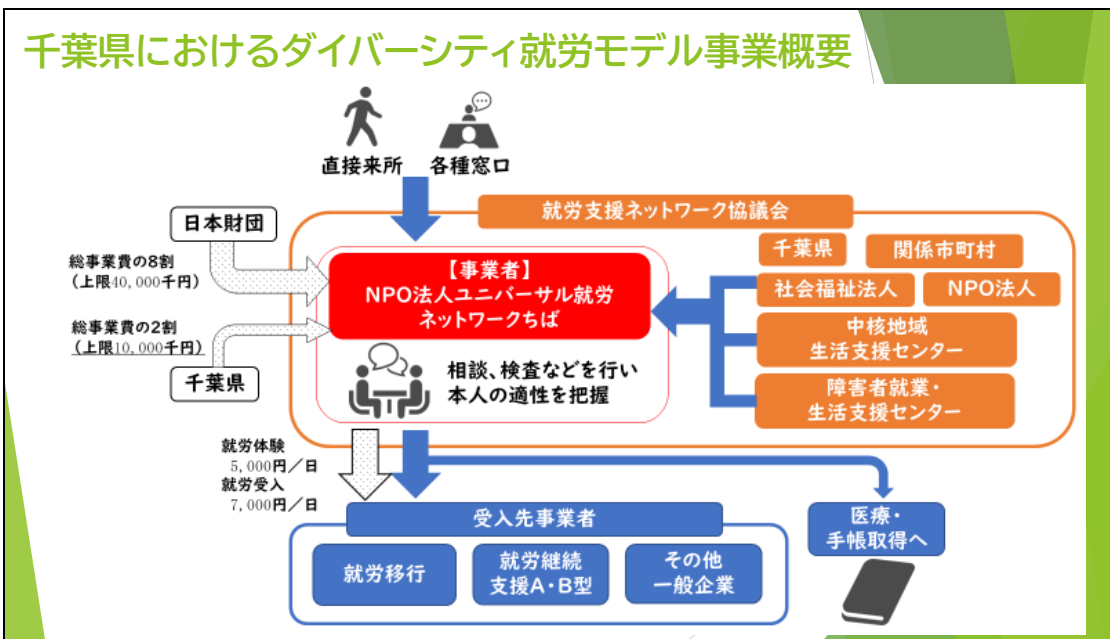 千葉県におけるダイバーシティ就労モデル事業概要
直接来所
各種窓口
就労支援ネットワーク協議会
日本財団
総事業費の8割
(上限40,000千円)
総事業費の2割
(上限10,000千円)
千葉県
【事業者】
NPO法人ユニバーサル就労
ネットワークちば
相談、検査などを行い
本人の適性を把握
千葉県
関係市町村
社会福祉法人
NPO法人
中核地域
生活支援センター
障害者就業・
生活支援センター
就労体験
5,000円/日
就労受入
7,000円/日
受入先事業者
就労移行
就労継続
支援A・B型
その他
一般企業
医療・
手帳取得へ